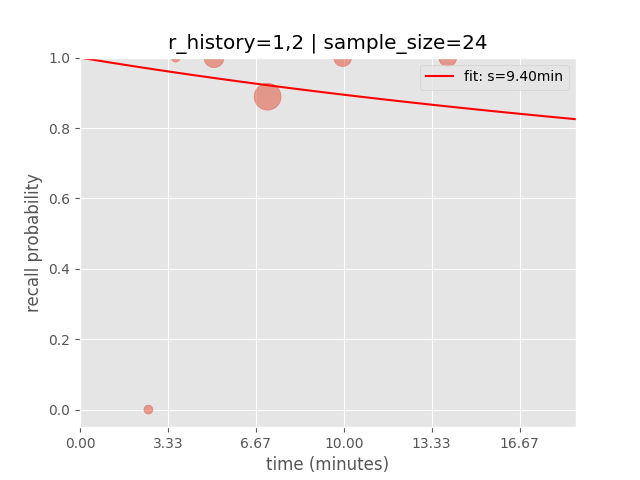 r_history=1,2 | sample_size=24
fit: s=9.40min
recall probability
1.0
0.8
0.6
0.4
0.2
0.0
0.00 3.33 6.67 10.00 13.33 16.67
time (minutes)